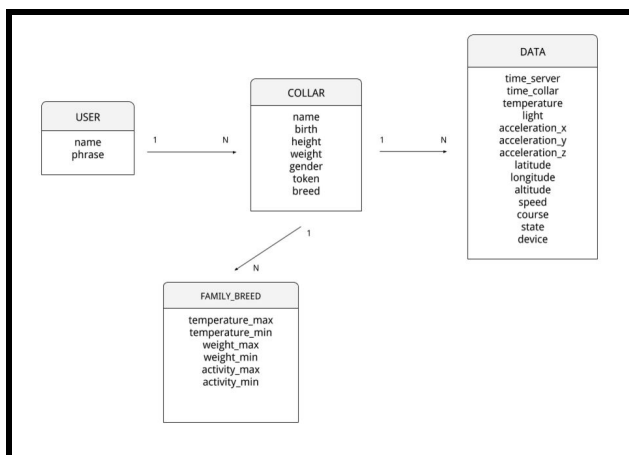 USER
name
phrase
1
N
COLLAR
name
birth
height
weight
gender
token
breed
1
N
DATA
time_server
time_collar
temperature
light
acceleration_x
acceleration_y
acceleration_z
latitude
longitude
altitude
speed
course
state
device
1
N
FAMILY_BREED
temperature_max
temperature_min
weight_max
weight_min
activity_max
activity_min